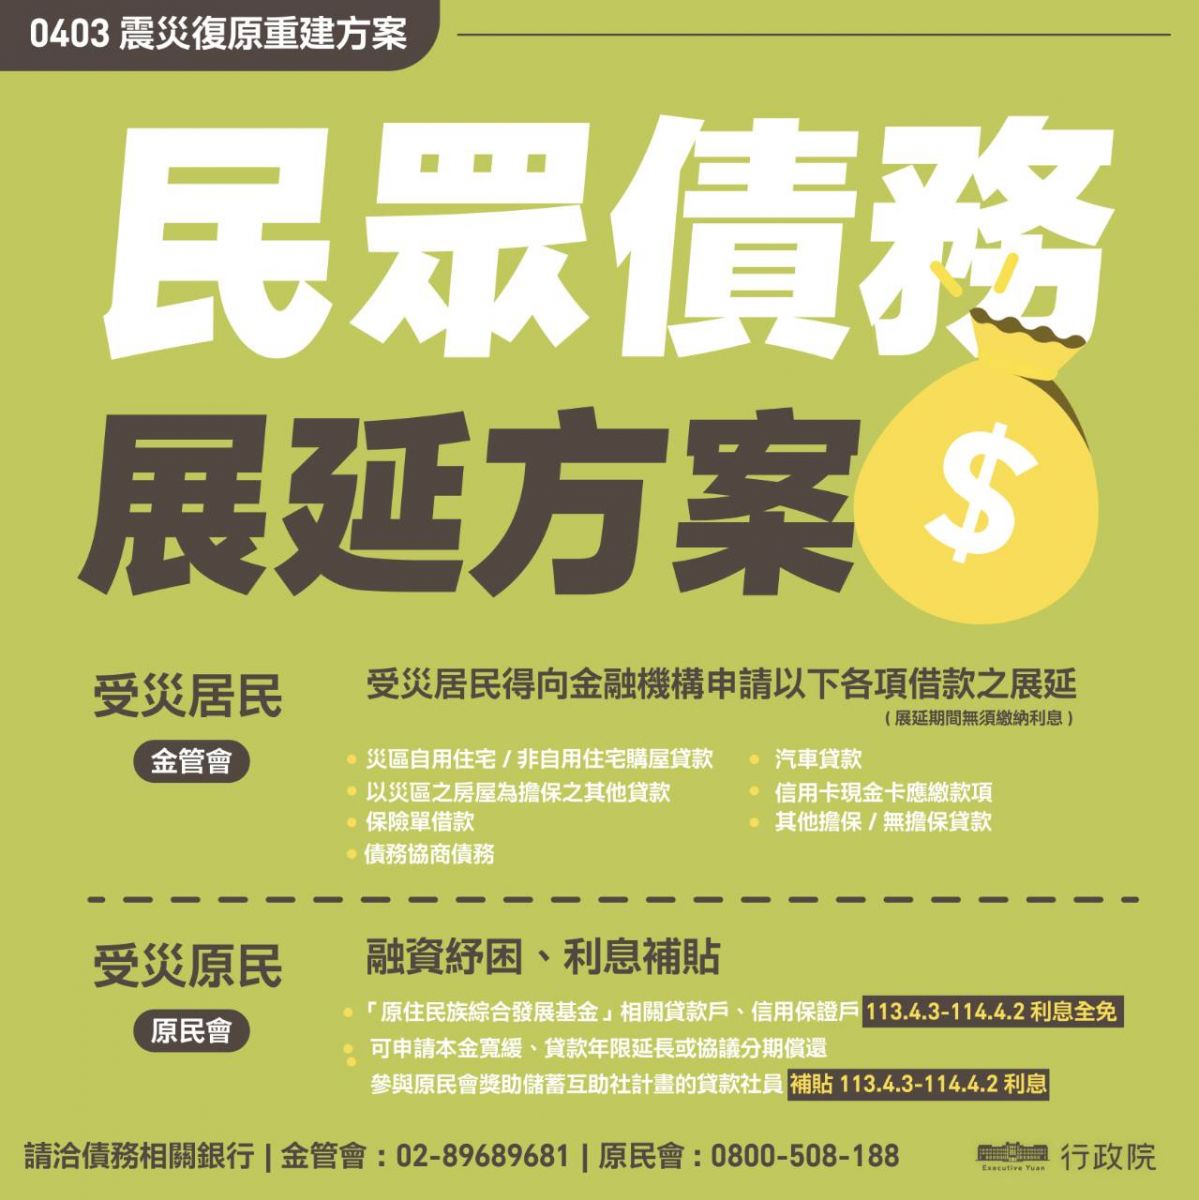 0403 震災復原重建方案
民眾債務
展延方案
$
受災居民
金管會
受災居民得向金融機構申請以下各項借款之展延
( 展延期間無須繳納利息 )
• 災區自用住宅 / 非自用住宅購屋貸款
• 以災區之房屋為擔保之其他貸款
• 保險單借款
• 債務協商債務
• 汽車貸款
• 信用卡現金卡應繳款項
• 其他擔保 / 無擔保貸款
受災原民
原民會
融資紓困、利息補貼
• 「原住民族綜合發展基金」相關貸款戶、信用保證戶 113.4.3-114.4.2 利息全免
• 可申請本金寬緩、貸款年限延長或協議分期償還
• 參與原民會獎助儲蓄互助社計畫的貸款社員 補貼 113.4.3-114.4.2 利息
請洽債務相關銀行 | 金管會：02-89689681 | 原民會：0800-508-188
Executive Yuan 行政院